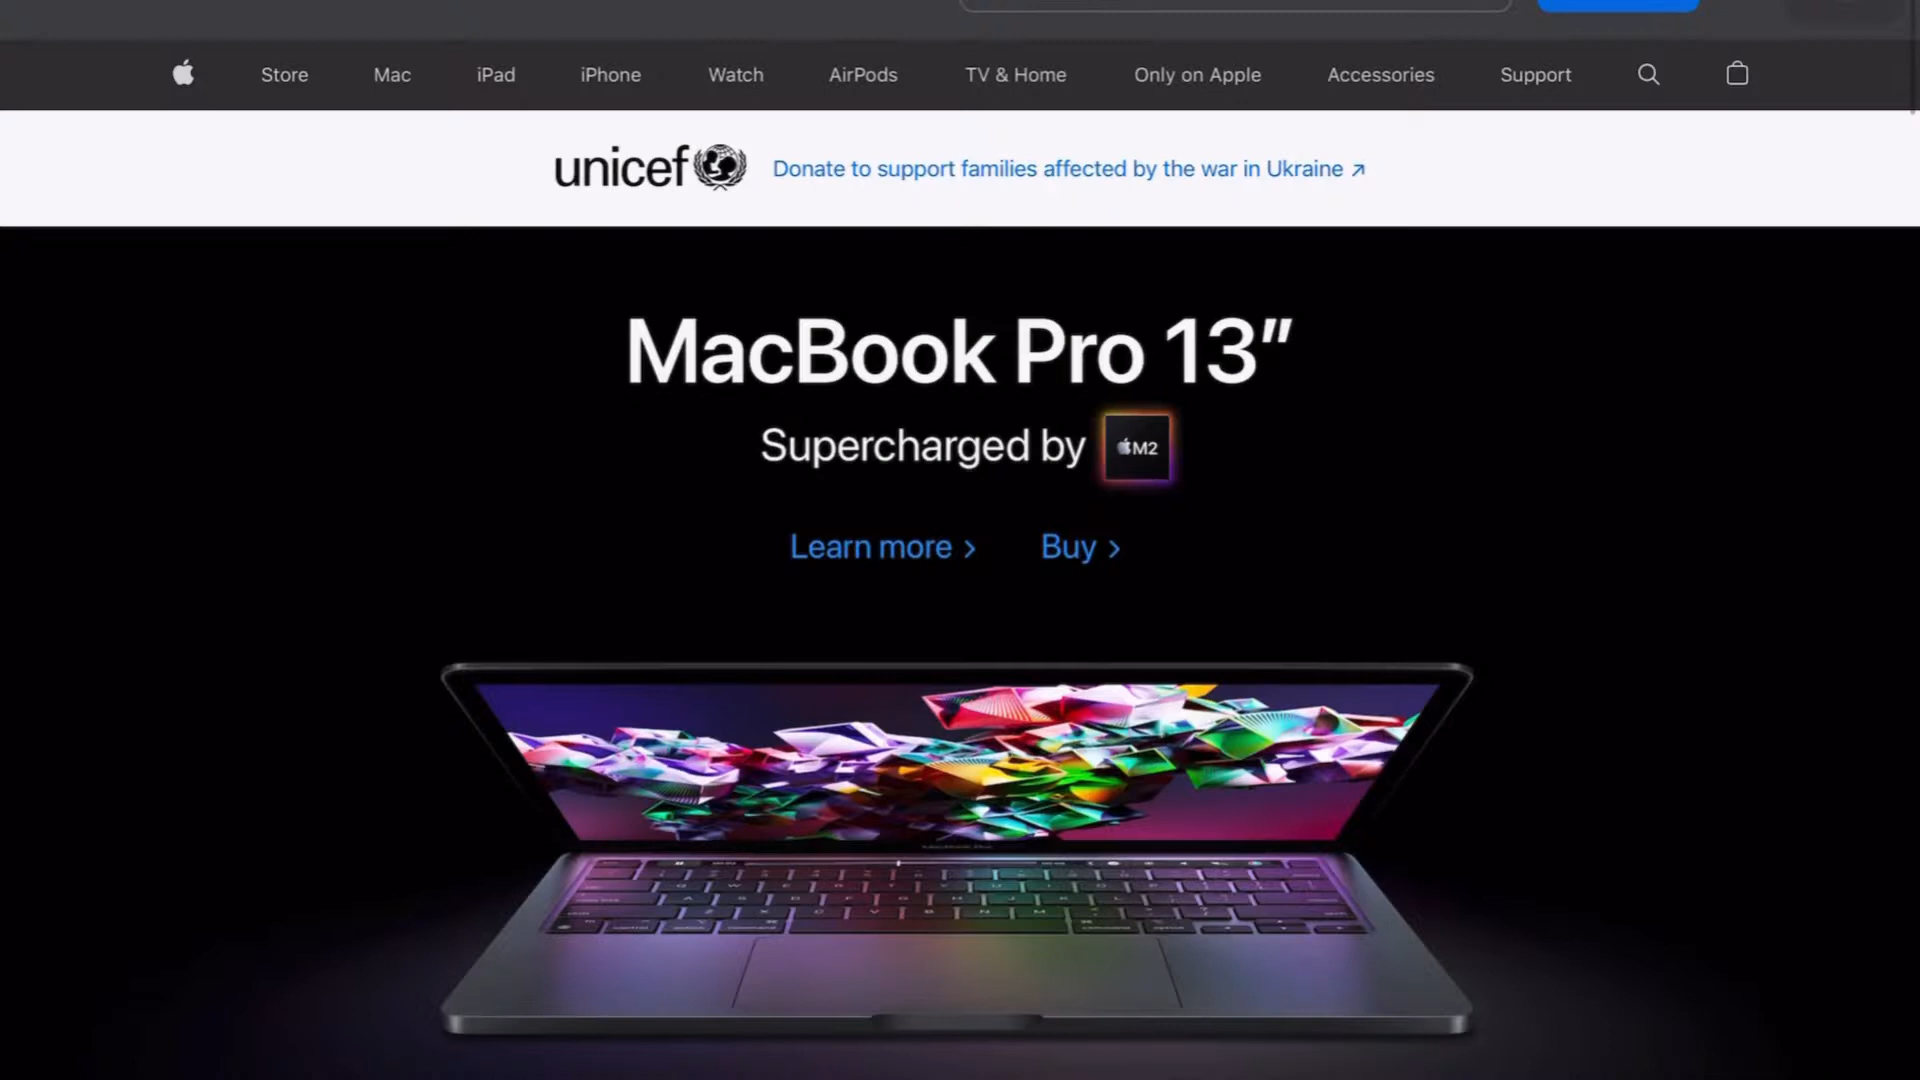 Store Mac iPad iPhone Watch AirPods TV & Home Only on Apple Accessories Support
unicef Donate to support families affected by the war in Ukraine ↗
MacBook Pro 13″
Supercharged by M2
Learn more > Buy >